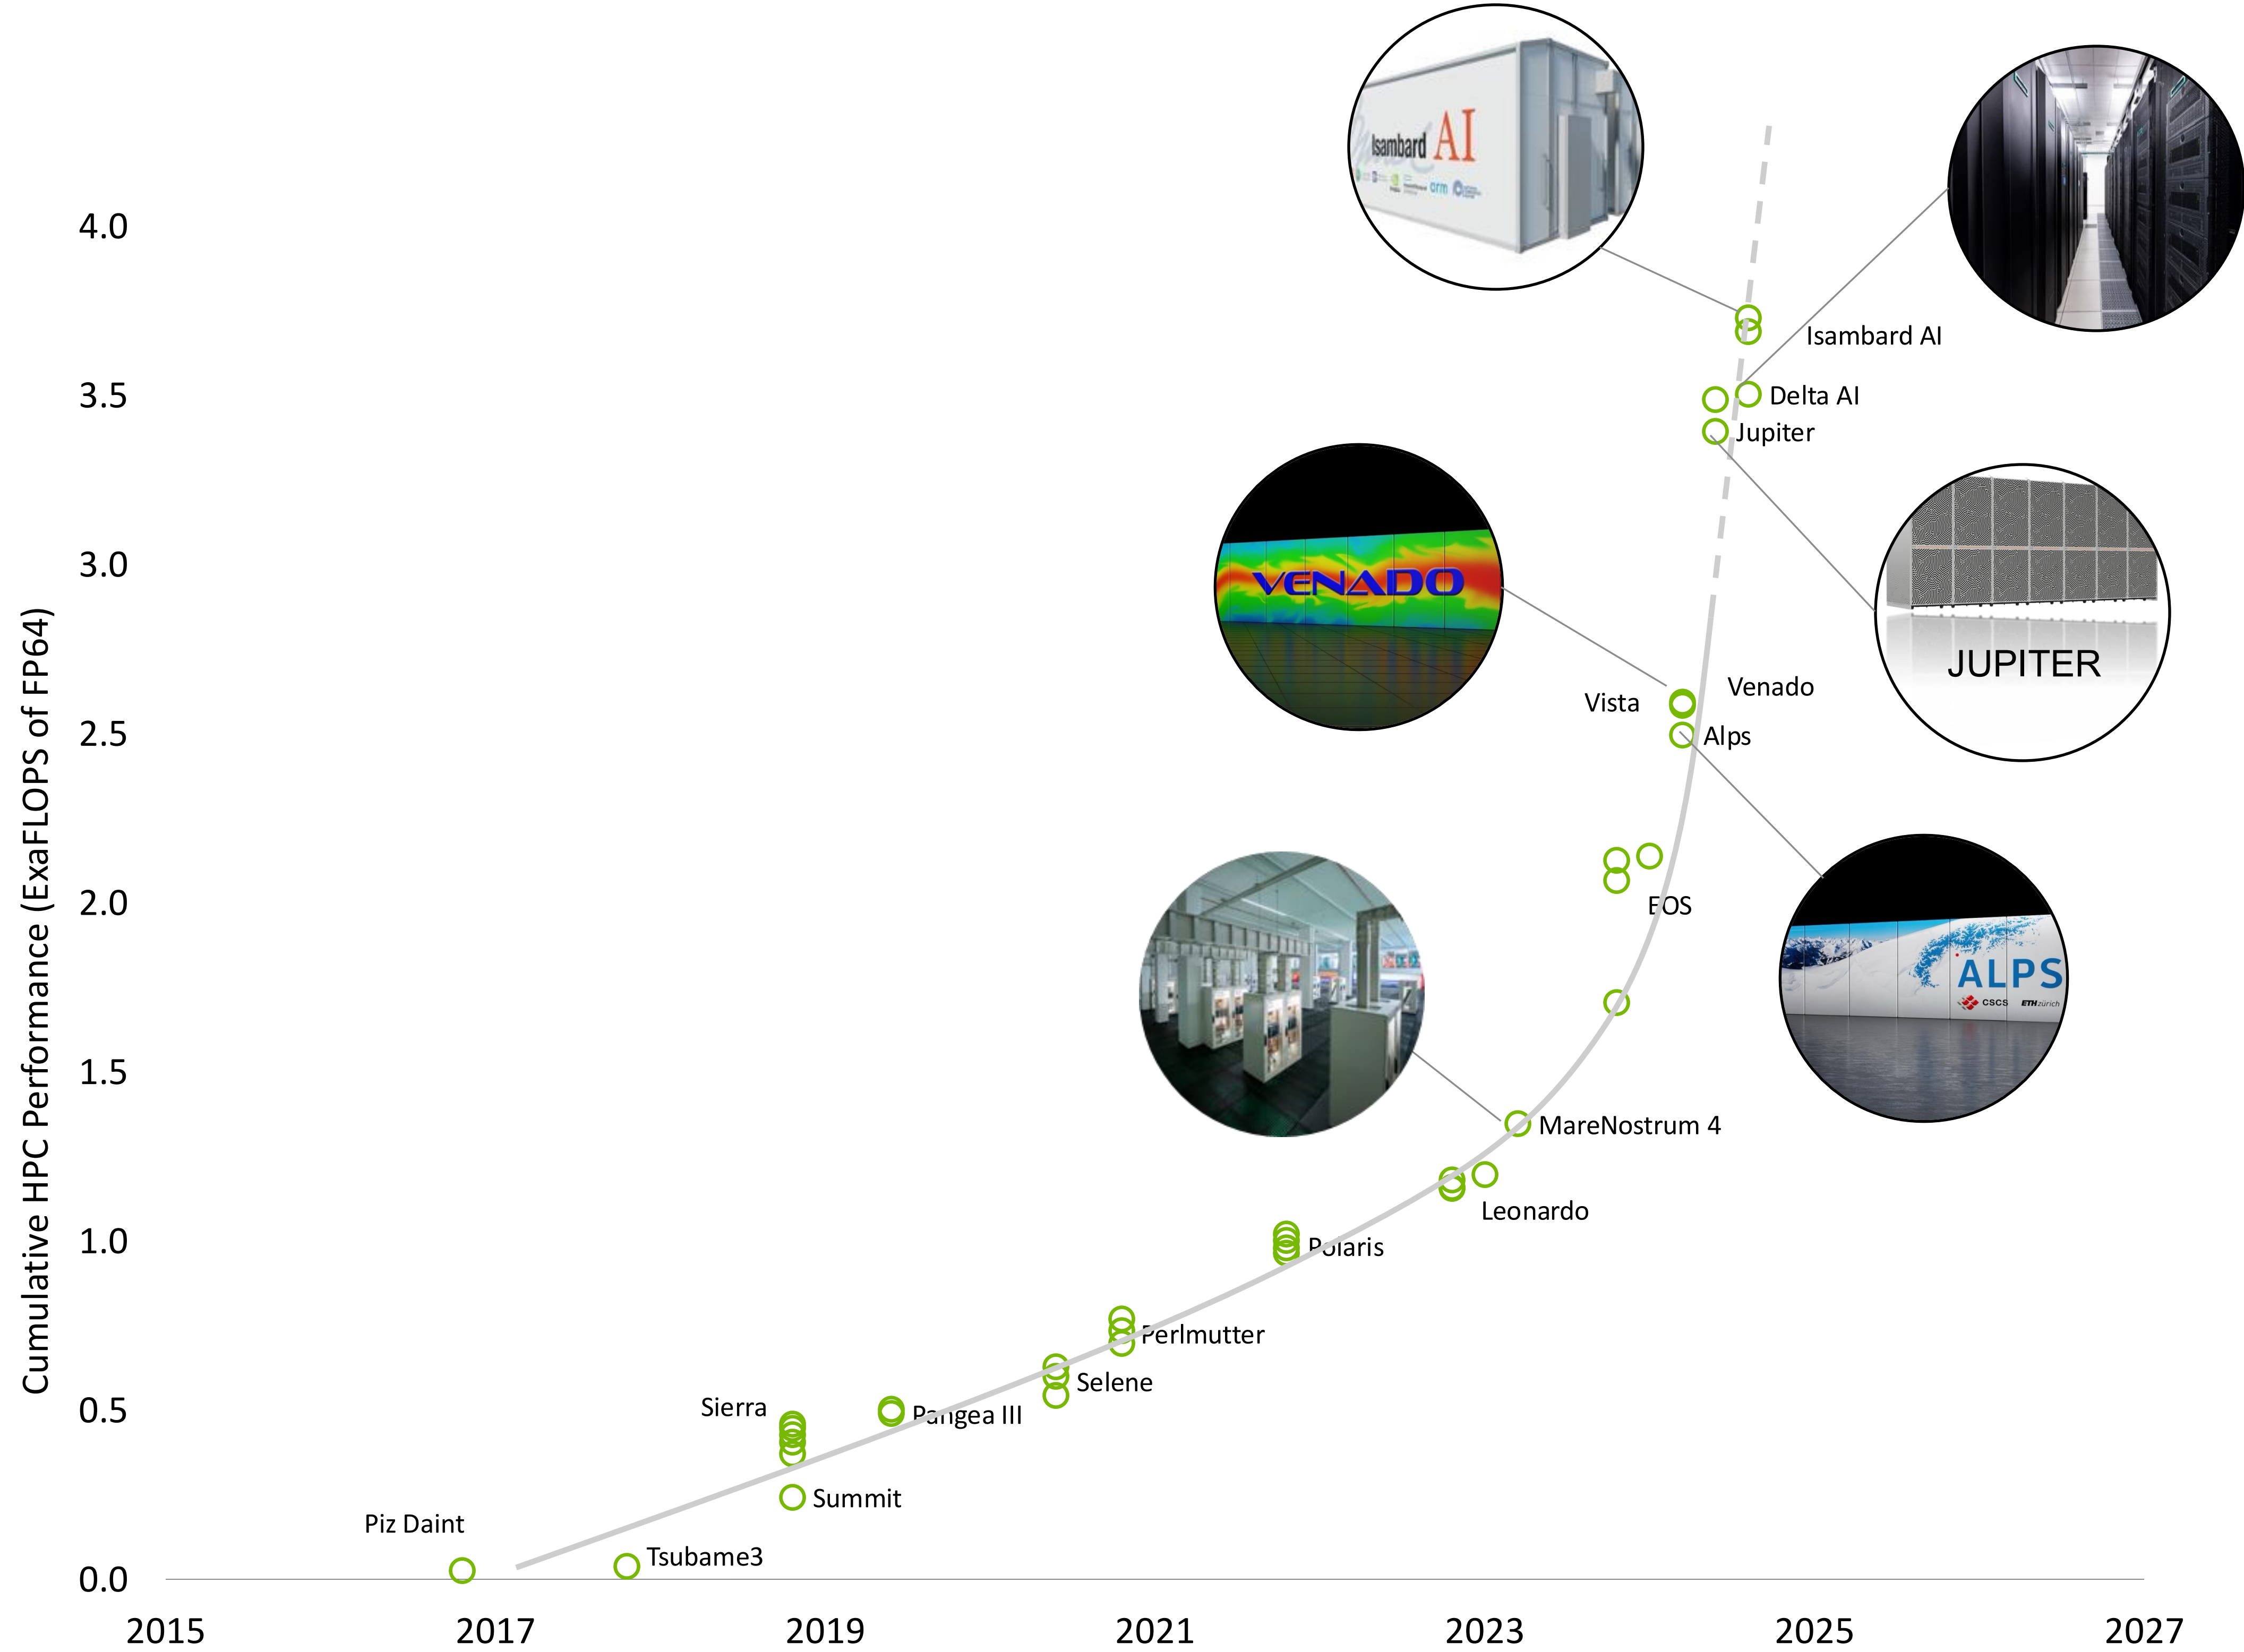 Isambard AI
arm
4.0
3.5
3.0
2.5
2.0
1.5
1.0
0.5
0.0
Cumulative HPC Performance (ExaFLOPS of FP64)
2015
2017
2019
2021
2023
2025
2027
Isambard AI
Delta AI
Jupiter
VENADO
JUPITER
Venado
Vista
Alps
EOS
ALPS
CSCS
ETH zürich
MareNostrum 4
Leonardo
Polaris
Perlmutter
Selene
Sierra
Pangea III
Summit
Piz Daint
Tsubame3